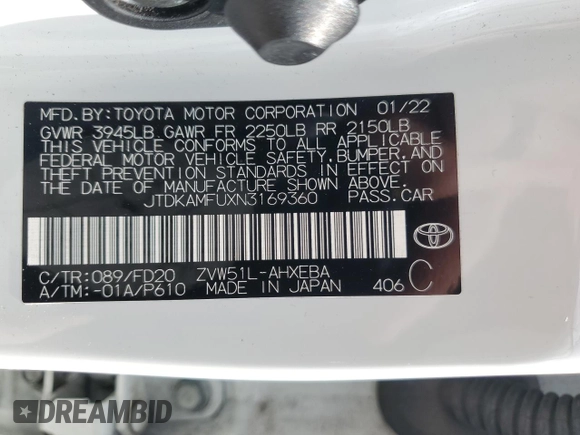 MFD.BY:TOYOTA MOTOR CORPORATION 01/22
GVWR 3945LB GAWR FR 2250LB RR 2150LB
THIS VEHICLE CONFORMS TO ALL APPLICABLE
FEDERAL MOTOR VEHICLE SAFETY,BUMPER,AND
THEFT PREVENTION STANDARDS IN EFFECT ON
THE DATE OF MANUFACTURE SHOWN ABOVE.
JTDKAMFUXN3169360 PASS.CAR
TOYOTA
C/TR:089/FD20 ZVW51L-AHXEBA
A/TM:-01A/P610 MADE IN JAPAN 406 C
DREAMBID